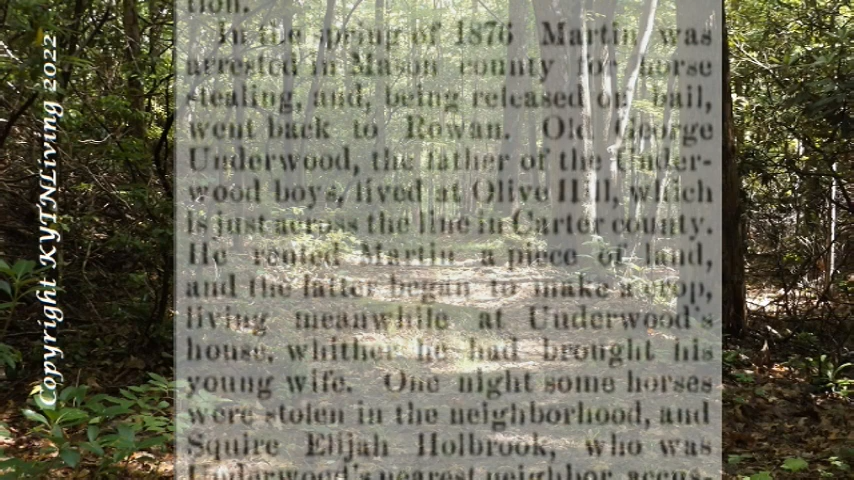 tion.
In the spring of 1876 Martin was
arrested in Mason county for horse
stealing, and, being released on bail,
went back to Rowan. Old George
Underwood, the father of the Under-
wood boys, lived at Olive Hill, which
is just across the line in Carter county.
He rented Martin a piece of land,
and the latter began to make a crop,
living meanwhile at Underwood's
house, whither he had brought his
young wife. One night some horses
were stolen in the neighborhood, and
Squire Elijah Holbrook, who was
Underwood's nearest neighbor, accus-
Copyright KYTNLiving 2022